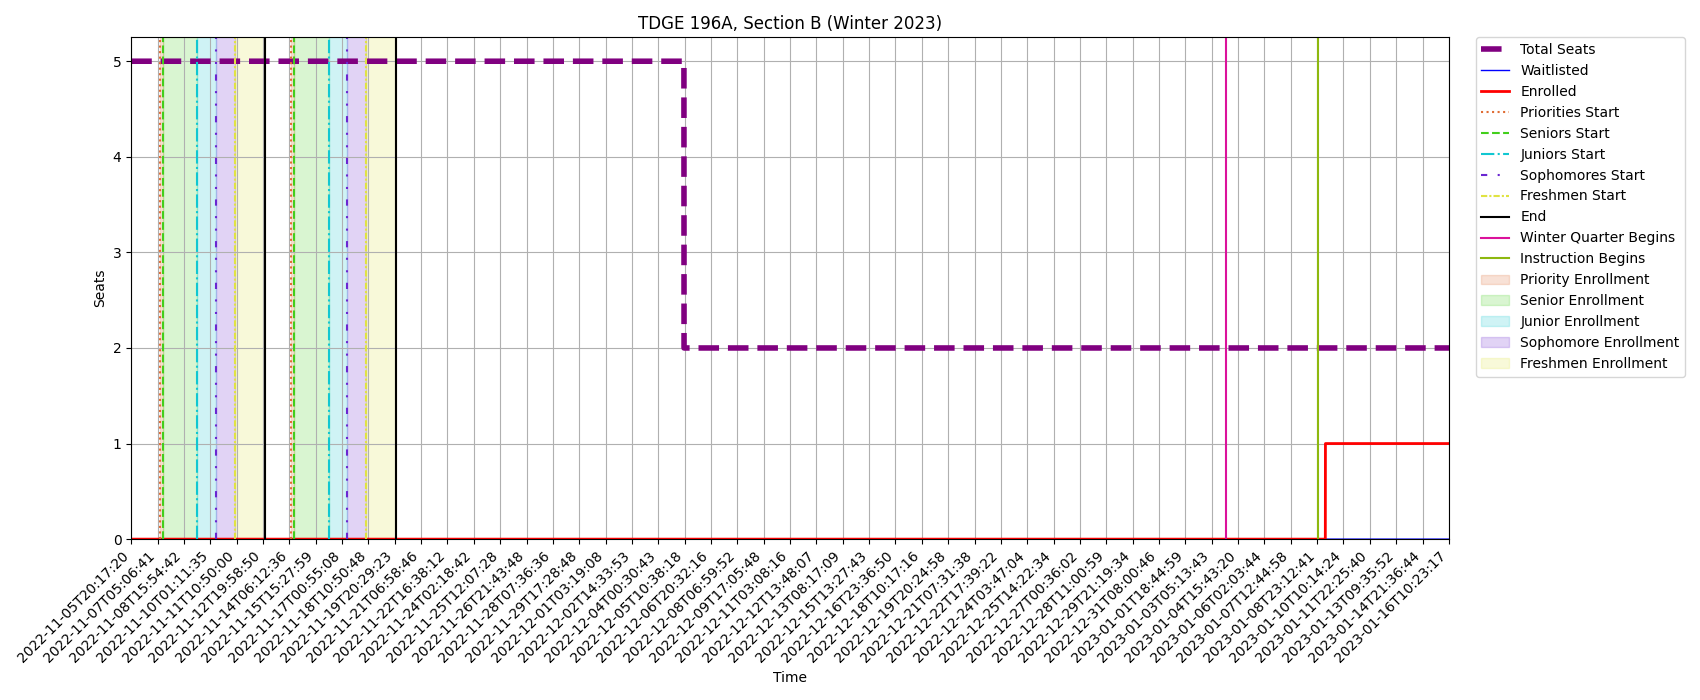 TDGE 196A, Section B (Winter 2023)
Seats
5
4
3
2
1
0
2022-11-05T20:17:20
2022-11-07T05:06:41
2022-11-08T15:54:42
2022-11-10T01:11:35
2022-11-11T10:50:00
2022-11-12T19:58:50
2022-11-14T06:12:36
2022-11-15T15:27:59
2022-11-17T00:55:08
2022-11-18T10:50:48
2022-11-19T20:29:23
2022-11-21T06:58:46
2022-11-22T16:38:12
2022-11-24T02:18:42
2022-11-25T12:07:28
2022-11-26T21:43:48
2022-11-28T07:36:36
2022-11-29T17:28:48
2022-12-01T03:19:08
2022-12-02T14:33:53
2022-12-04T00:30:43
2022-12-05T10:38:18
2022-12-06T20:32:16
2022-12-08T06:59:52
2022-12-09T17:05:48
2022-12-11T03:08:16
2022-12-12T13:48:07
2022-12-13T08:17:09
2022-12-15T13:27:43
2022-12-16T23:36:50
2022-12-18T10:17:16
2022-12-19T20:24:58
2022-12-21T07:31:38
2022-12-22T17:39:22
2022-12-24T03:47:04
2022-12-25T14:22:34
2022-12-27T00:36:02
2022-12-28T11:00:59
2022-12-29T21:19:34
2022-12-31T08:00:46
2023-01-01T18:44:59
2023-01-03T05:13:43
2023-01-04T15:43:20
2023-01-06T02:03:44
2023-01-07T12:44:58
2023-01-08T23:12:41
2023-01-10T10:14:24
2023-01-11T22:25:40
2023-01-13T09:35:52
2023-01-14T21:36:44
2023-01-16T10:23:17
Time
Total Seats
Waitlisted
Enrolled
Priorities Start
Seniors Start
Juniors Start
Sophomores Start
Freshmen Start
End
Winter Quarter Begins
Instruction Begins
Priority Enrollment
Senior Enrollment
Junior Enrollment
Sophomore Enrollment
Freshmen Enrollment